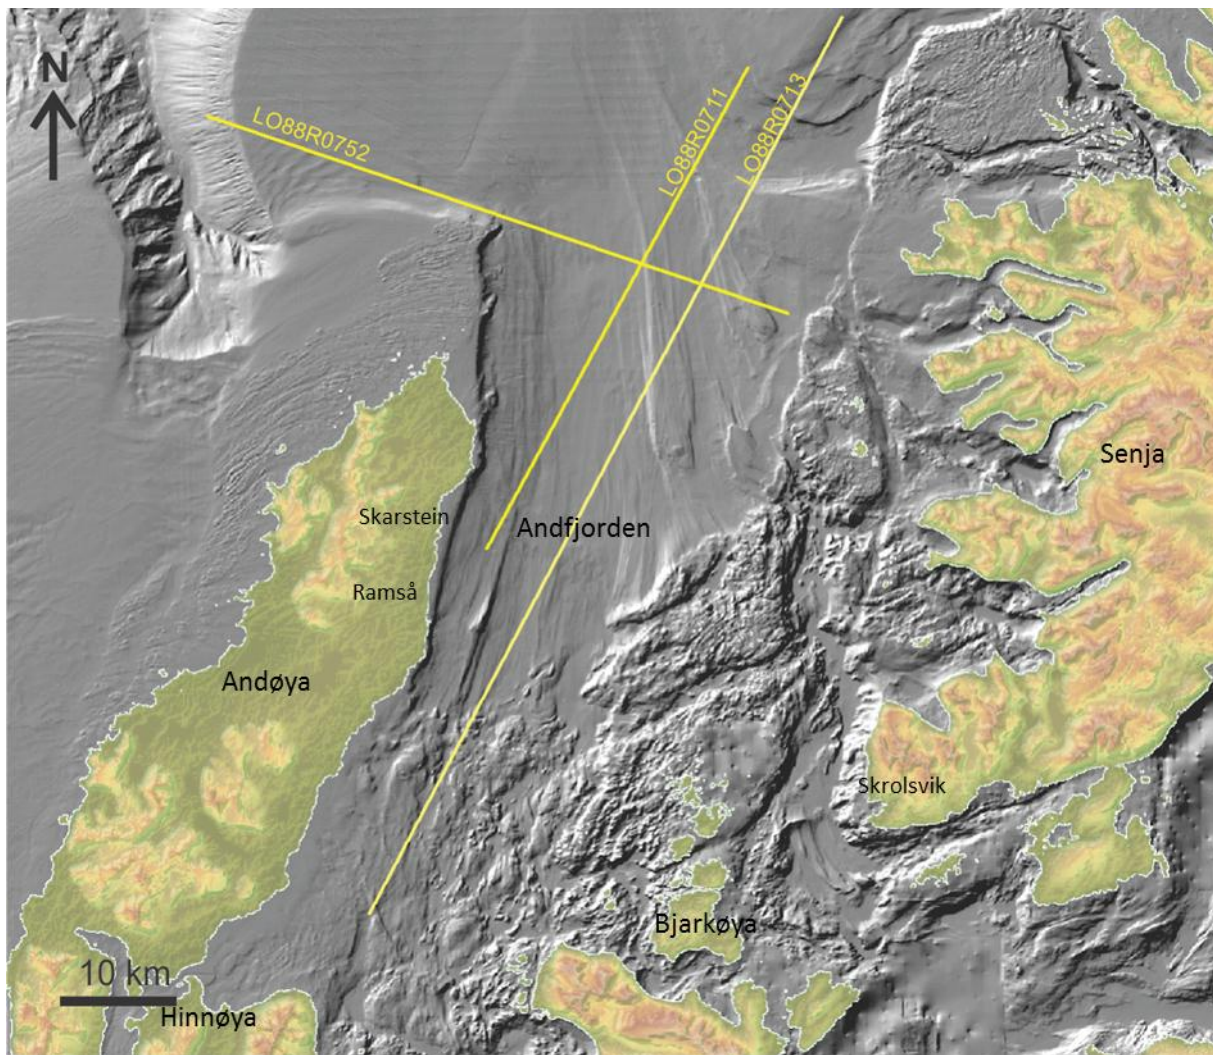 N
LO88R0752
LO88R0711
LO88R0713
Senja
Skarstein
Andfjorden
Ramså
Andøya
Skrolsvik
Bjarkøya
10 km
Hinnøya